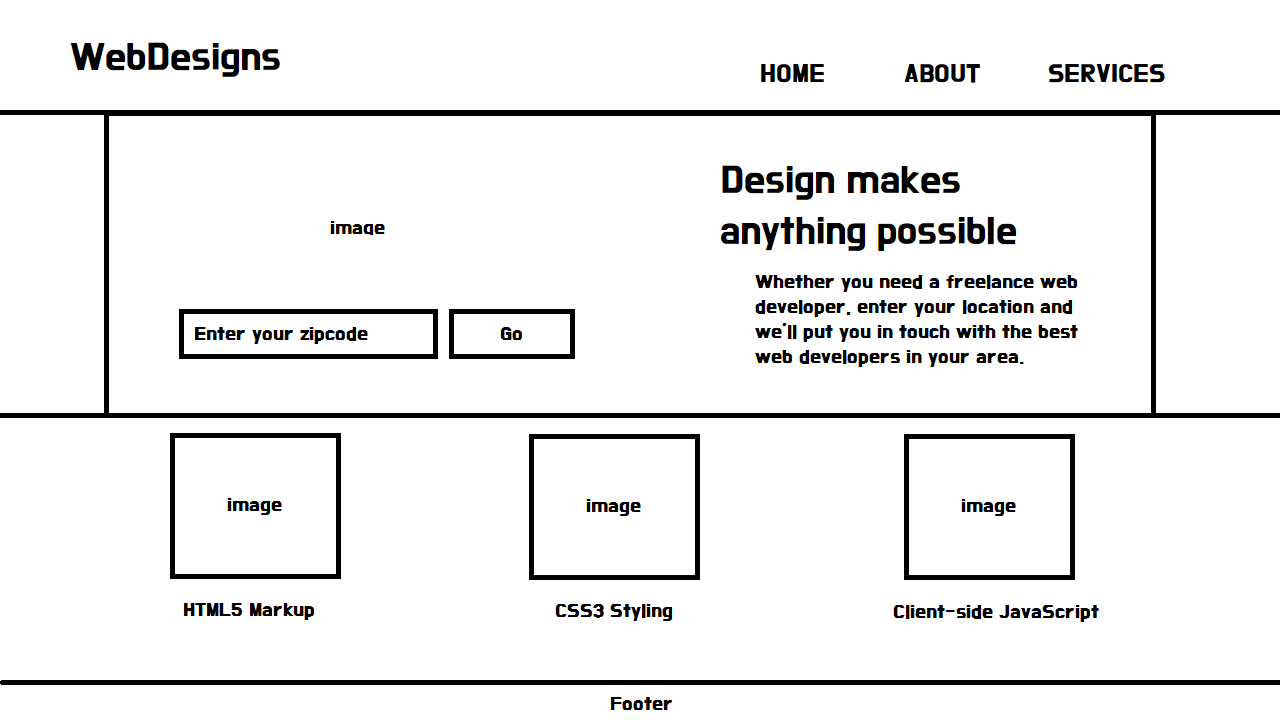 WebDesigns
HOME ABOUT SERVICES
image
Enter your zipcode
Go
Design makes
anything possible
Whether you need a freelance web
developer, enter your location and
we'll put you in touch with the best
web developers in your area.
image
HTML5 Markup
image
CSS3 Styling
image
Client-side JavaScript
Footer